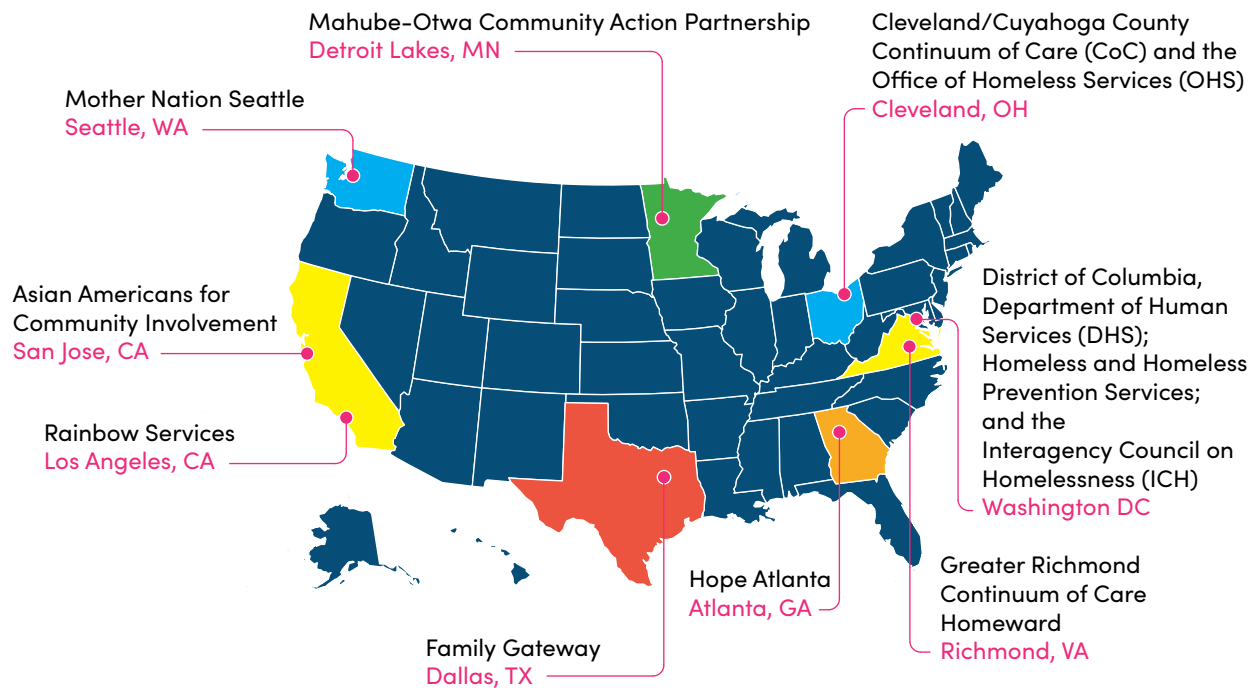 Mahube-Otwa Community Action Partnership
Detroit Lakes, MN
Cleveland/Cuyahoga County
Continuum of Care (CoC) and the
Office of Homeless Services (OHS)
Cleveland, OH
Mother Nation Seattle
Seattle, WA
Asian Americans for
Community Involvement
San Jose, CA
Rainbow Services
Los Angeles, CA
District of Columbia,
Department of Human
Services (DHS);
Homeless and Homeless
Prevention Services;
and the
Interagency Council on
Homelessness (ICH)
Washington DC
Greater Richmond
Continuum of Care
Homeward
Richmond, VA
Hope Atlanta
Atlanta, GA
Family Gateway
Dallas, TX